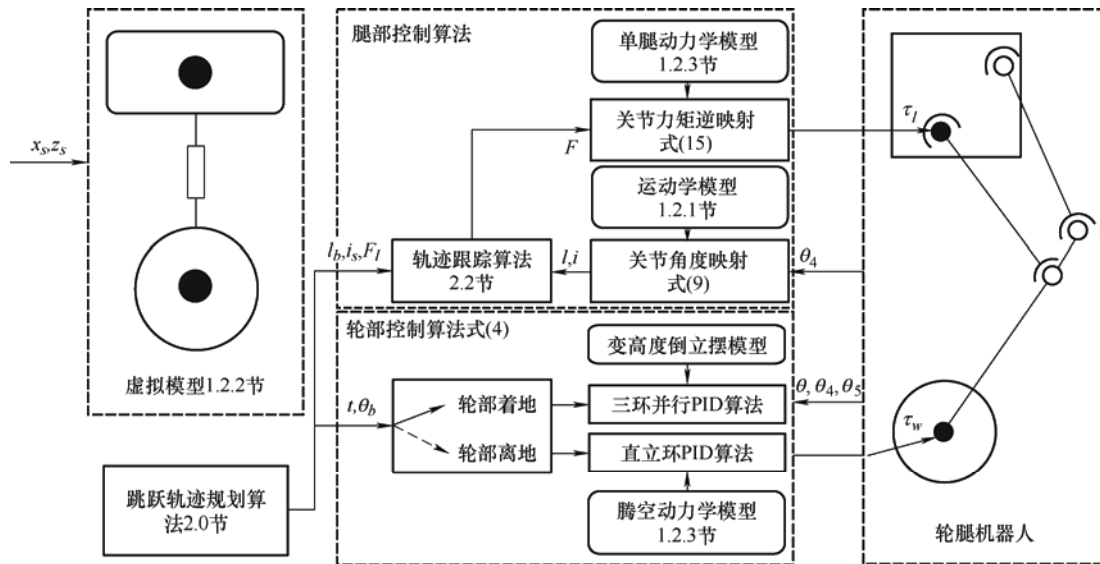 x_s,z_s
虚拟模型1.2.2节
跳跃轨迹规划算
法2.0节
腿部控制算法
单腿动力学模型
1.2.3节
关节力矩逆映射
式(15)
F
运动学模型
1.2.1节
l_b,i_s,F_l
轨迹跟踪算法
2.2节
l,i
关节角度映射
式(9)
θ_4
轮部控制算法式(4)
变高度倒立摆模型
t,θ_b
轮部着地
三环并行PID算法
θ,θ_4,θ_5
轮部离地
直立环PID算法
腾空动力学模型
1.2.3节
τ_l
τ_w
轮腿机器人